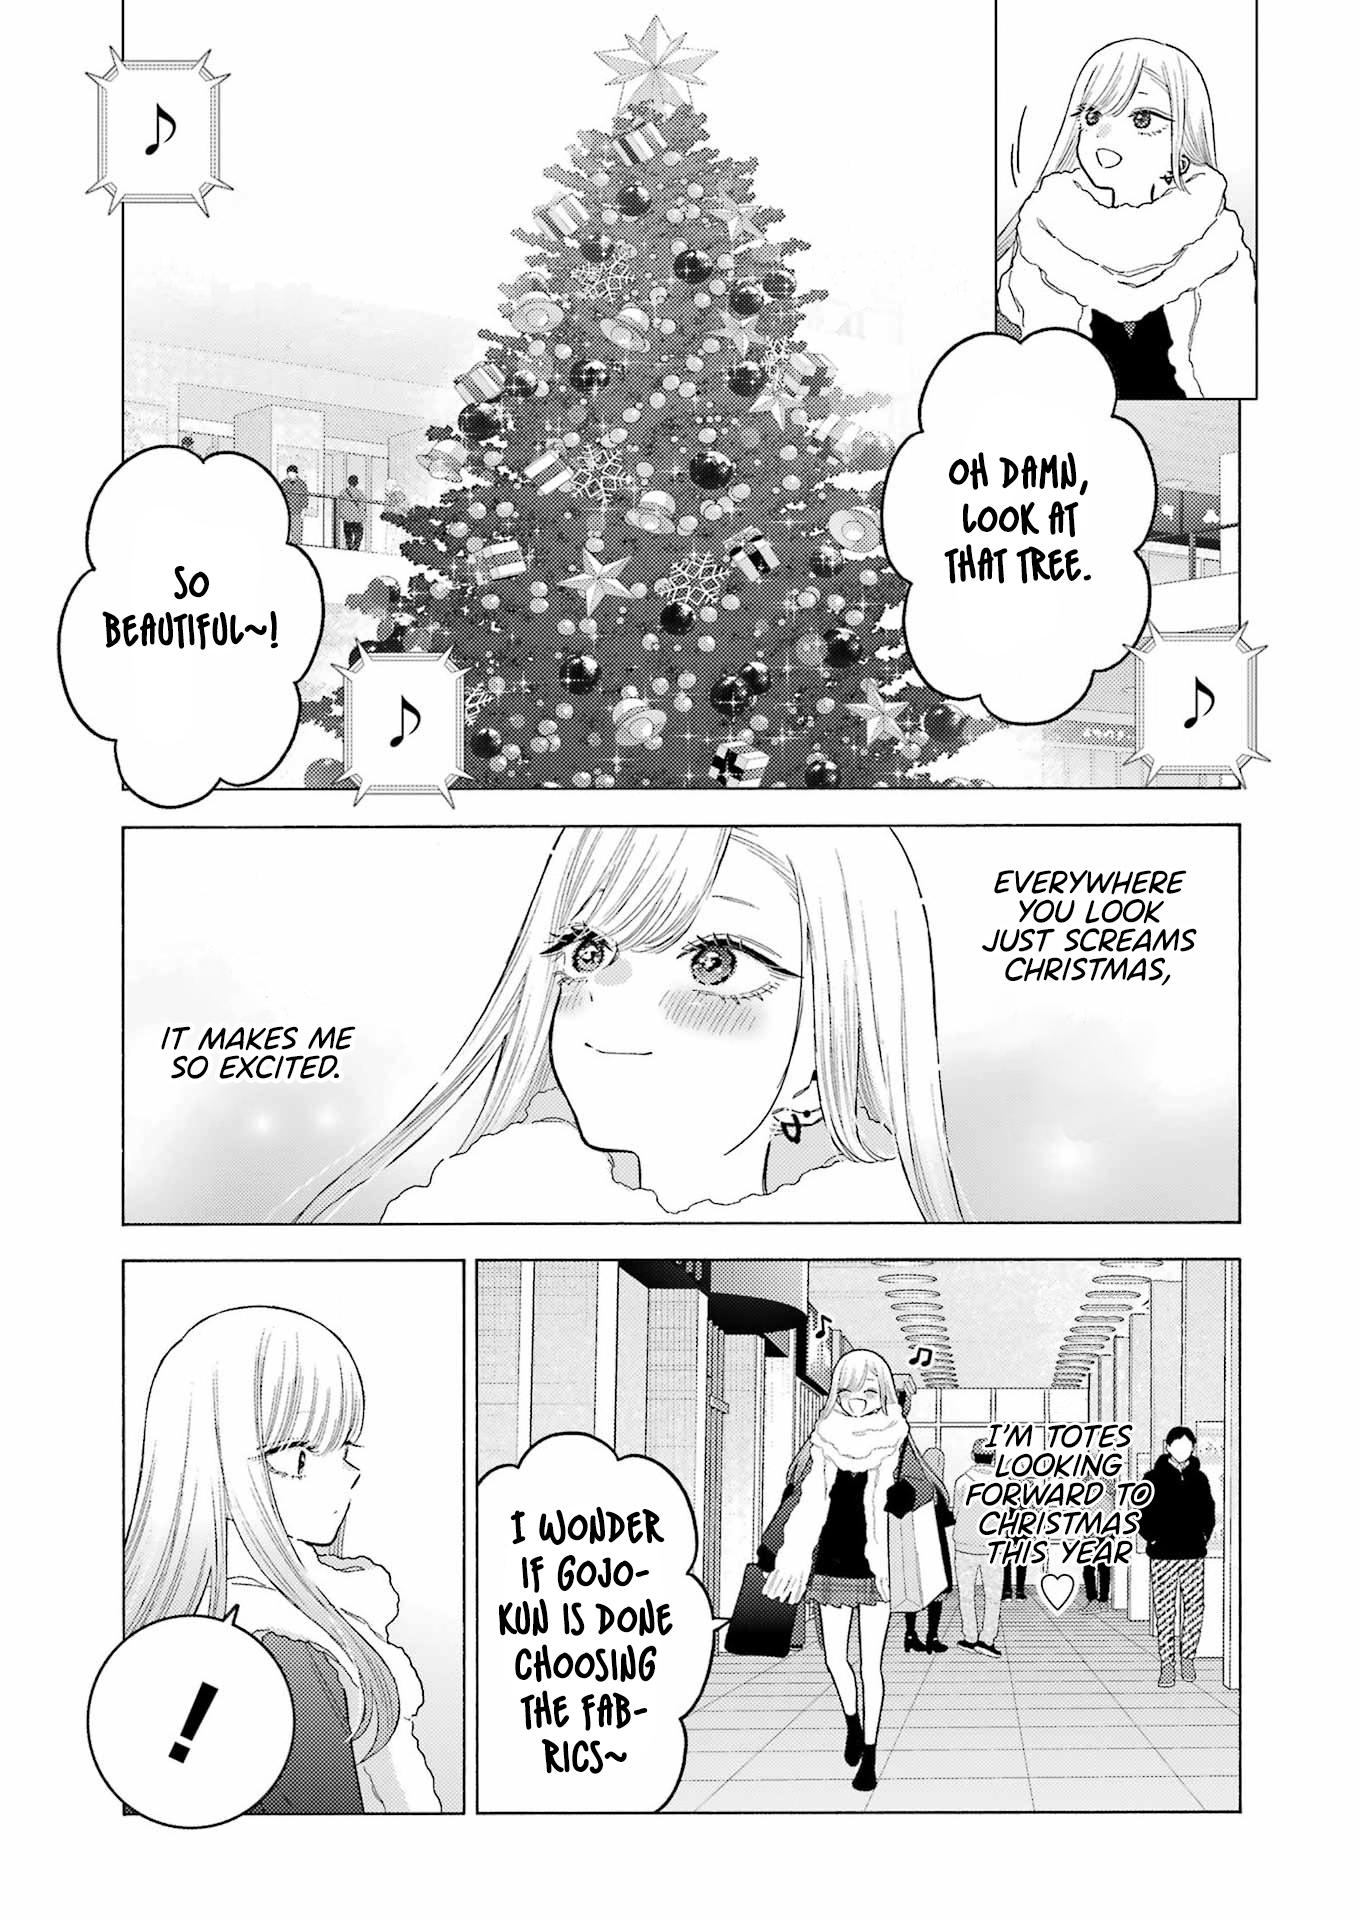 OH DAMN,
LOOK AT
THAT TREE.
SO
BEAUTIFUL~!
EVERYWHERE
YOU LOOK
JUST SCREAMS
CHRISTMAS,
IT MAKES ME
SO EXCITED.
I'M TOTES
LOOKING
FORWARD TO
CHRISTMAS
THIS YEAR
♡
I WONDER
IF GOJO-
KUN IS DONE
CHOOSING
THE FAB-
RICS~
!